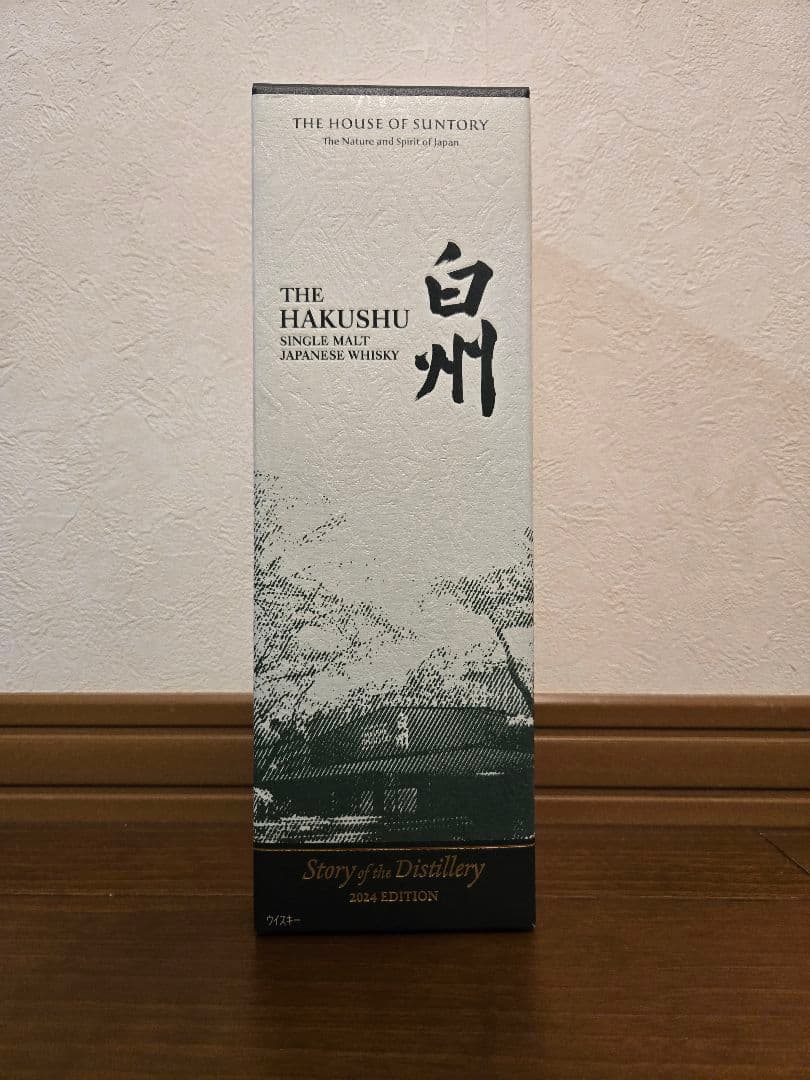 THE HOUSE OF SUNTORY
The Nature and Spirit of Japan
白州
THE
HAKUSHU
SINGLE MALT
JAPANESE WHISKY
Story of the Distillery
2024 EDITION
ウイスキー